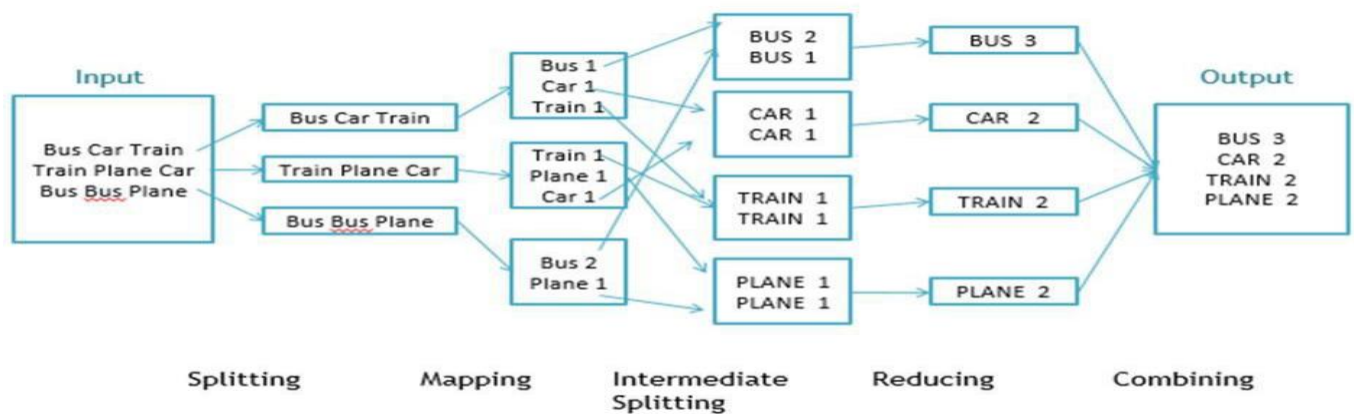 Input
Bus Car Train
Train Plane Car
Bus Bus Plane
Bus Car Train
Train Plane Car
Bus Bus Plane
Bus 1
Car 1
Train 1
Train 1
Plane 1
Car 1
Bus 2
Plane 1
BUS 2
BUS 1
CAR 1
CAR 1
TRAIN 1
TRAIN 1
PLANE 1
PLANE 1
BUS 3
CAR 2
TRAIN 2
PLANE 2
Output
BUS 3
CAR 2
TRAIN 2
PLANE 2
Splitting
Mapping
Intermediate
Splitting
Reducing
Combining